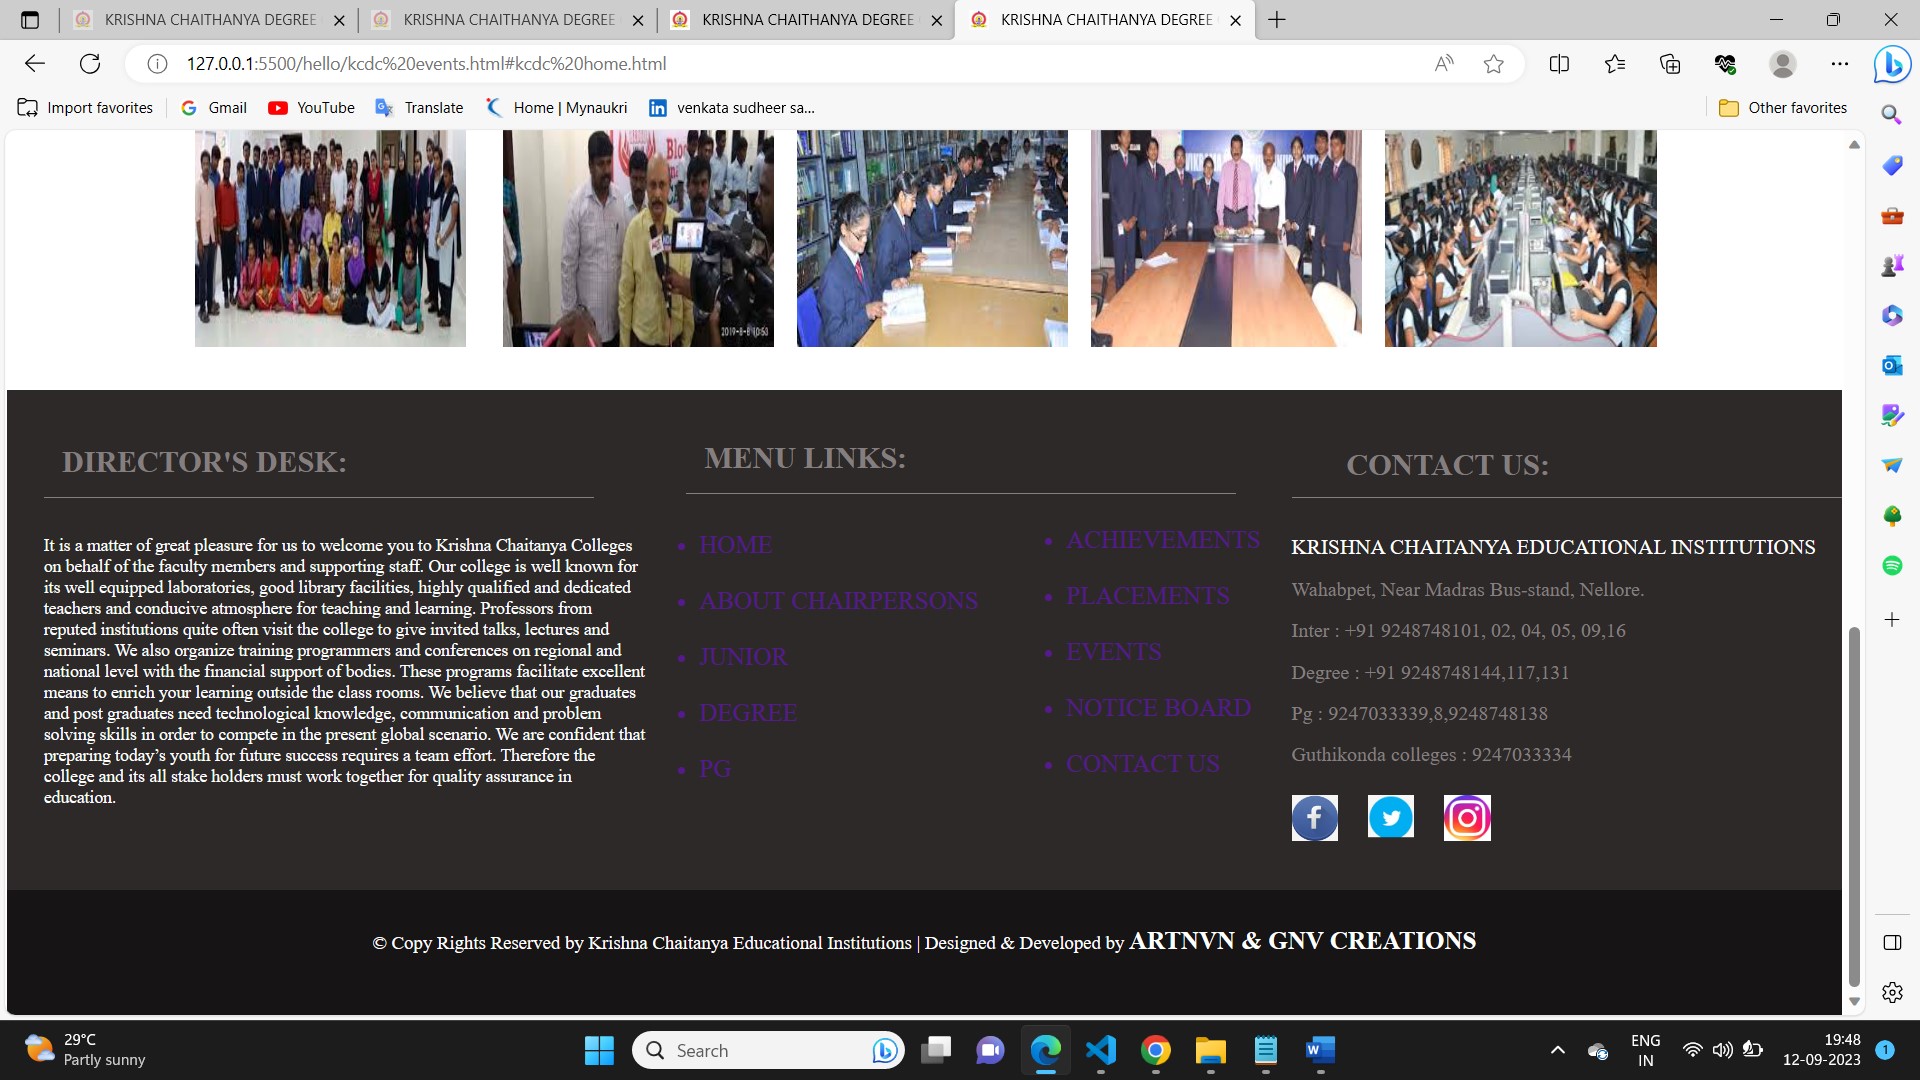 KRISHNA CHAITHANYA DEGREE
KRISHNA CHAITHANYA DEGREE
KRISHNA CHAITHANYA DEGREE
KRISHNA CHAITHANYA DEGREE
127.0.0.1:5500/hello/kcdc%20events.html#kcdc%20home.html
Import favorites
Gmail
YouTube
Translate
Home | Mynaukri
venkata sudheer sa...
Other favorites
2019-8-8 10:53
DIRECTOR'S DESK:
It is a matter of great pleasure for us to welcome you to Krishna Chaitanya Colleges
on behalf of the faculty members and supporting staff. Our college is well known for
its well equipped laboratories, good library facilities, highly qualified and dedicated
teachers and conducive atmosphere for teaching and learning. Professors from
reputed institutions quite often visit the college to give invited talks, lectures and
seminars. We also organize training programmers and conferences on regional and
national level with the financial support of bodies. These programs facilitate excellent
means to enrich your learning outside the class rooms. We believe that our graduates
and post graduates need technological knowledge, communication and problem
solving skills in order to compete in the present global scenario. We are confident that
preparing today’s youth for future success requires a team effort. Therefore the
college and its all stake holders must work together for quality assurance in
education.
MENU LINKS:
• HOME
• ABOUT CHAIRPERSONS
• JUNIOR
• DEGREE
• PG
• ACHIEVEMENTS
• PLACEMENTS
• EVENTS
• NOTICE BOARD
• CONTACT US
CONTACT US:
KRISHNA CHAITANYA EDUCATIONAL INSTITUTIONS
Wahabpet, Near Madras Bus-stand, Nellore.
Inter : +91 9248748101, 02, 04, 05, 09,16
Degree : +91 9248748144,117,131
Pg : 9247033339,8,9248748138
Guthikonda colleges : 9247033334
© Copy Rights Reserved by Krishna Chaitanya Educational Institutions | Designed & Developed by ARTNVN & GNV CREATIONS
29°C
Partly sunny
Search
ENG
IN
19:48
12-09-2023
1